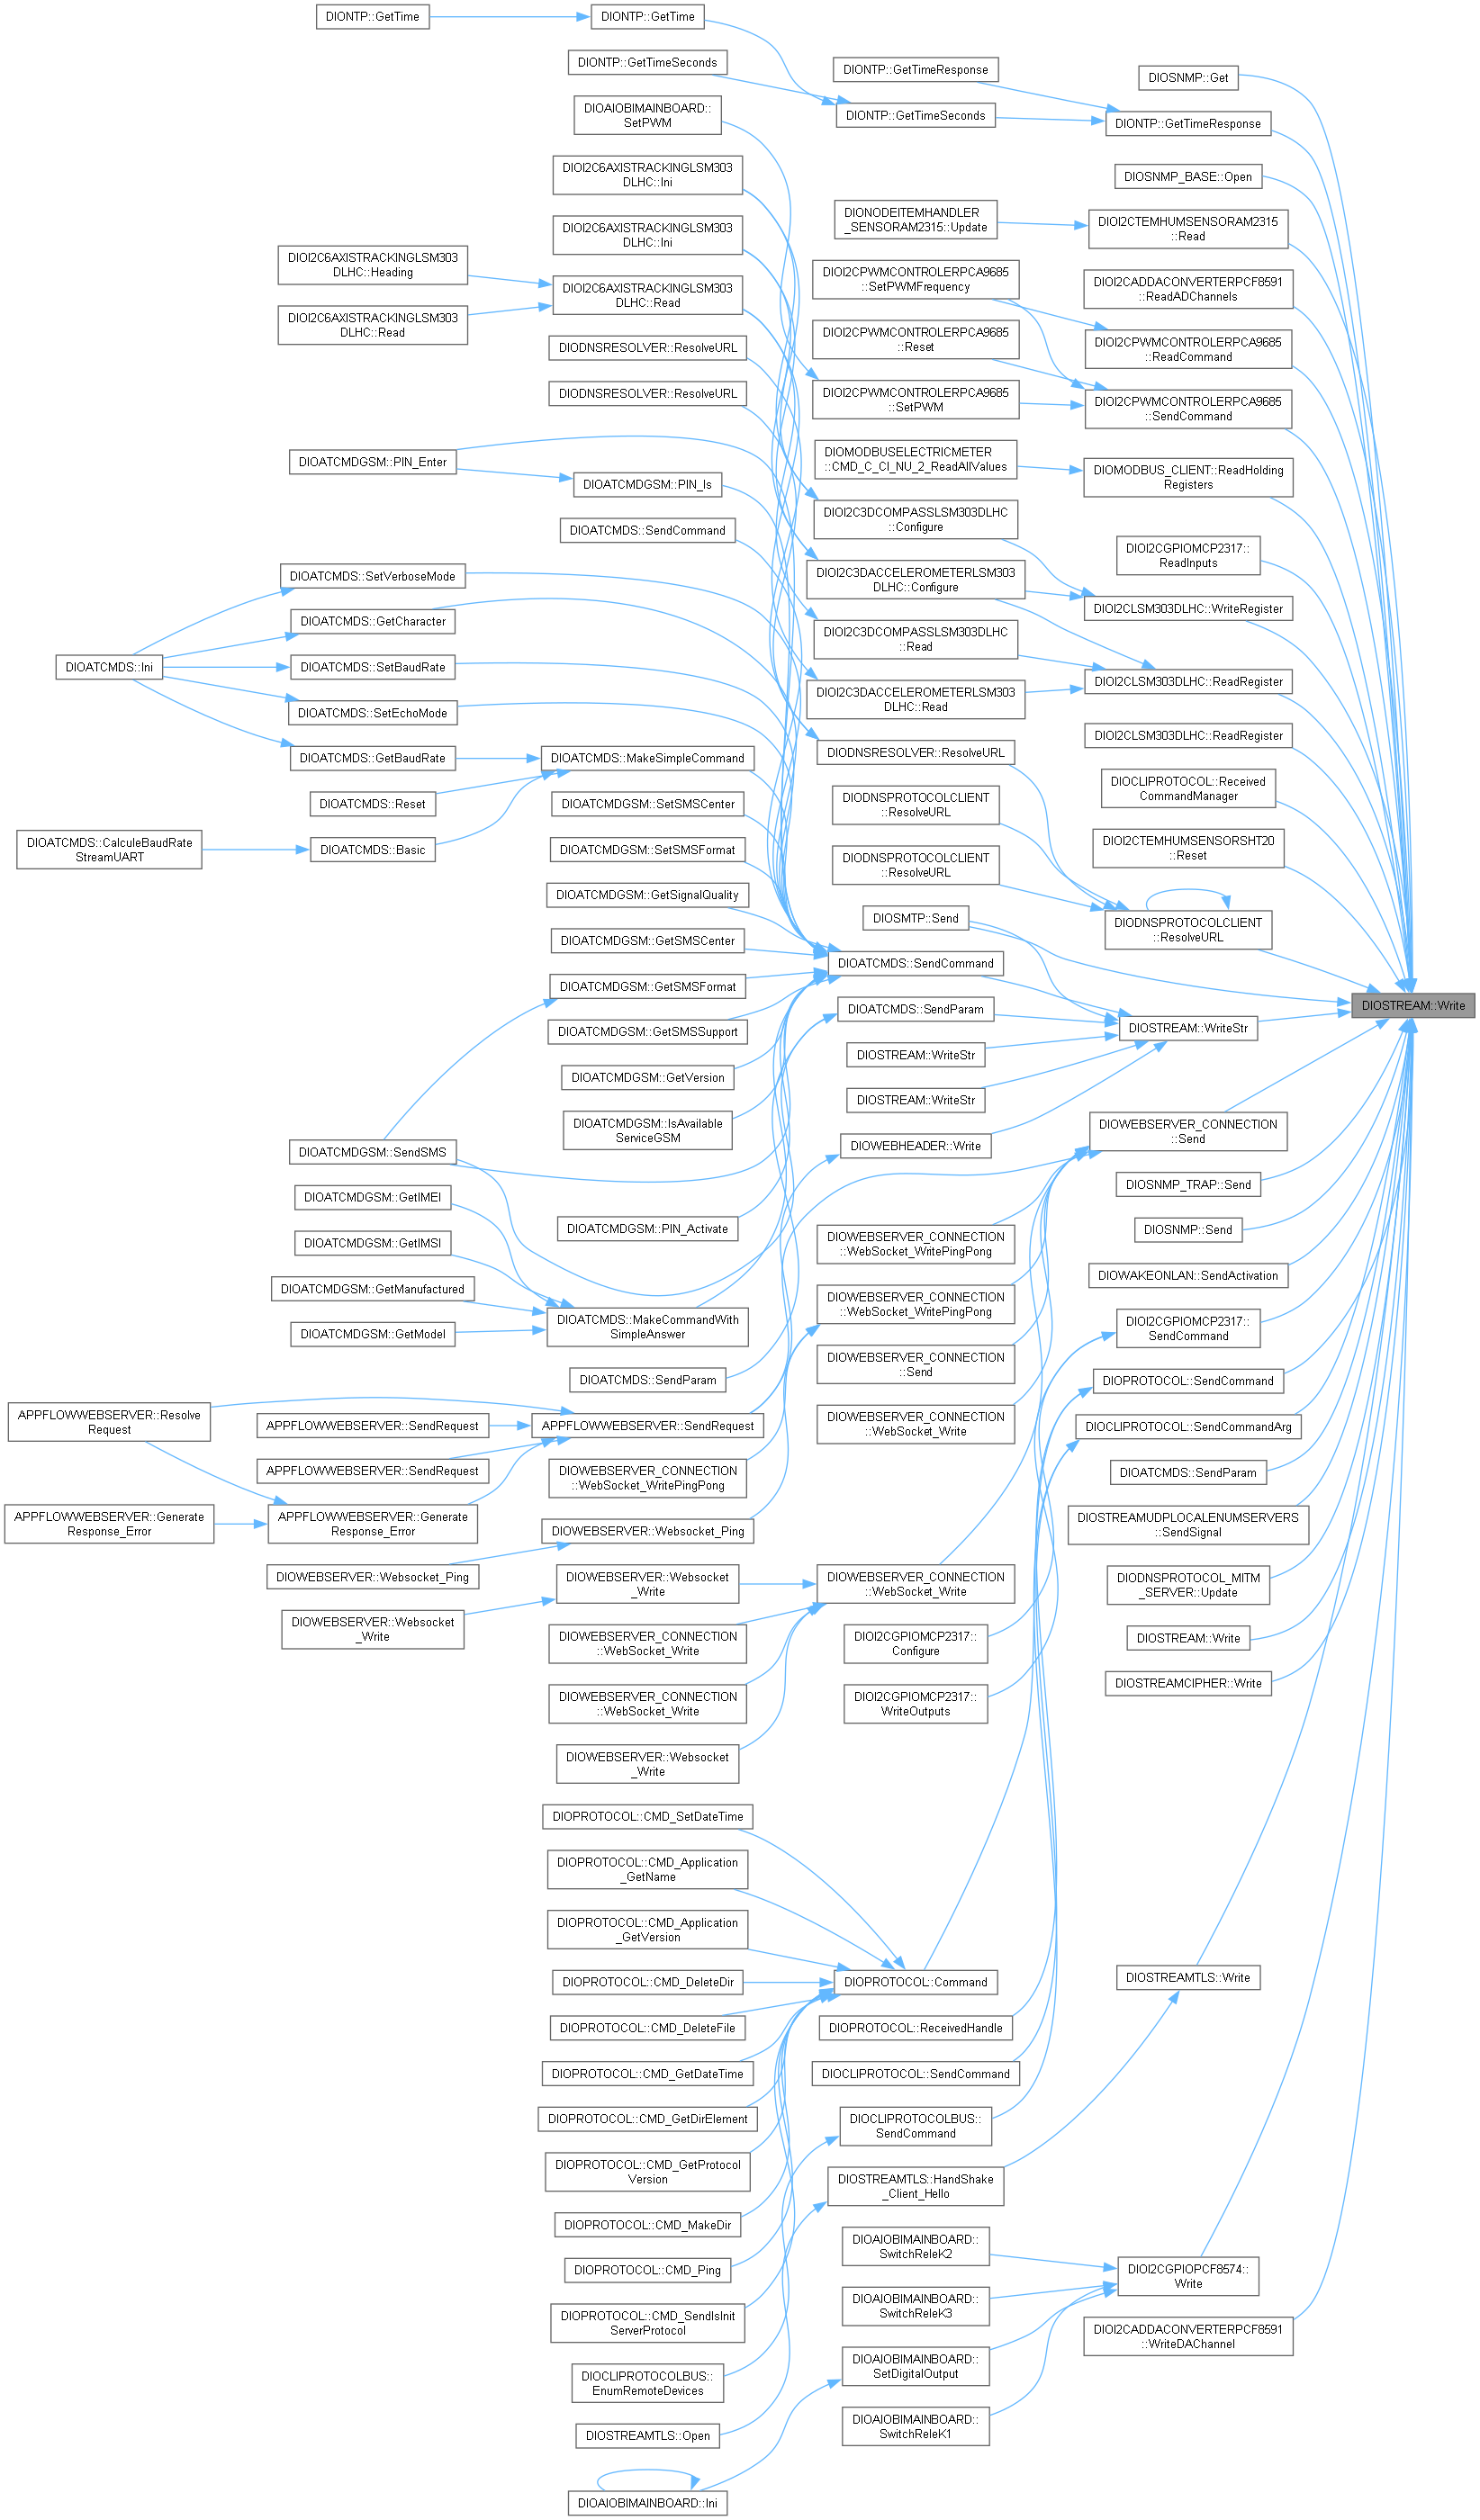 DIONTP::GetTime
DIONTP::GetTime
DIONTP::GetTimeSeconds
DIONTP::GetTimeResponse
DIOSNMP::Get
DIOAIOBIMAINBOARD::
SetPWM
DIONTP::GetTimeSeconds
DIONTP::GetTimeResponse
DIOI2C6AXISTRACKINGLSM303
DLHC::Ini
DIOSNMP_BASE::Open
DIOI2C6AXISTRACKINGLSM303
DLHC::Ini
DIONODEITEMHANDLER
_SENSORAM2315::Update
DIOI2CTEMHUMSENSORAM2315
::Read
DIOI2C6AXISTRACKINGLSM303
DLHC::Heading
DIOI2C6AXISTRACKINGLSM303
DLHC::Read
DIOI2CPWMCONTROLERPCA9685
::SetPWMFrequency
DIOI2CADDACONVERTERPCF8591
::ReadADChannels
DIOI2C6AXISTRACKINGLSM303
DLHC::Read
DIODNSRESOLVER::ResolveURL
DIOI2CPWMCONTROLERPCA9685
::Reset
DIOI2CPWMCONTROLERPCA9685
::ReadCommand
DIODNSRESOLVER::ResolveURL
DIOI2CPWMCONTROLERPCA9685
::SetPWM
DIOI2CPWMCONTROLERPCA9685
::SendCommand
DIOATCMDGSM::PIN_Enter
DIOATCMDGSM::PIN_Is
DIOMODBUSELECTRICMETER
::CMD_C_CI_NU_2_ReadAllValues
DIOMODBUS_CLIENT::ReadHolding
Registers
DIOATCMDS::SendCommand
DIOI2C3DCOMPASSLSM303DLHC
::Configure
DIOI2CGPIOMCP2317::
ReadInputs
DIOATCMDS::SetVerboseMode
DIOI2C3DACCELEROMETERLSM303
DLHC::Configure
DIOATCMDS::GetCharacter
DIOI2C3DCOMPASSLSM303DLHC
::Read
DIOI2CLSM303DLHC::WriteRegister
DIOATCMDS::Ini
DIOATCMDS::SetBaudRate
DIOI2C3DACCELEROMETERLSM303
DLHC::Read
DIOI2CLSM303DLHC::ReadRegister
DIOATCMDS::SetEchoMode
DIOI2CLSM303DLHC::ReadRegister
DIOATCMDS::GetBaudRate
DIOATCMDS::MakeSimpleCommand
DIODNSRESOLVER::ResolveURL
DIOATCMDS::Reset
DIOATCMDGSM::SetSMSCenter
DIODNSPROTOCOLCLIENT
::ResolveURL
DIOCLIPROTOCOL::Received
CommandManager
DIOATCMDS::CalculeBaudRate
StreamUART
DIOATCMDS::Basic
DIOATCMDGSM::SetSMSFormat
DIODNSPROTOCOLCLIENT
::ResolveURL
DIOI2CTEMHUMSENSORSHT20
::Reset
DIOATCMDGSM::GetSignalQuality
DIOSMTP::Send
DIODNSPROTOCOLCLIENT
::ResolveURL
DIOATCMDGSM::GetSMSCenter
DIOATCMDS::SendCommand
DIOATCMDGSM::GetSMSFormat
DIOSTREAM::Write
DIOATCMDGSM::GetSMSSupport
DIOATCMDS::SendParam
DIOSTREAM::WriteStr
DIOATCMDGSM::GetVersion
DIOSTREAM::WriteStr
DIOSTREAM::WriteStr
DIOATCMDGSM::IsAvailable
ServiceGSM
DIOWEBSERVER_CONNECTION
::Send
DIOATCMDGSM::SendSMS
DIOWEBHEADER::Write
DIOSNMP_TRAP::Send
DIOATCMDGSM::GetIMEI
DIOATCMDGSM::PIN_Activate
DIOSNMP::Send
DIOATCMDGSM::GetIMSI
DIOWEBSERVER_CONNECTION
::WebSocket_WritePingPong
DIOWAKEONLAN::SendActivation
DIOATCMDGSM::GetManufactured
DIOWEBSERVER_CONNECTION
::WebSocket_WritePingPong
DIOATCMDGSM::GetModel
DIOATCMDS::MakeCommandWith
SimpleAnswer
DIOI2CGPIOMCP2317::
SendCommand
DIOWEBSERVER_CONNECTION
::Send
DIOATCMDS::SendParam
DIOPROTOCOL::SendCommand
APPFLOWWEBSERVER::Resolve
Request
APPFLOWWEBSERVER::SendRequest
APPFLOWWEBSERVER::SendRequest
DIOWEBSERVER_CONNECTION
::WebSocket_Write
DIOCLIPROTOCOL::SendCommandArg
APPFLOWWEBSERVER::SendRequest
DIOWEBSERVER_CONNECTION
::WebSocket_WritePingPong
DIOATCMDS::SendParam
APPFLOWWEBSERVER::Generate
Response_Error
APPFLOWWEBSERVER::Generate
Response_Error
DIOWEBSERVER::Websocket_Ping
DIOSTREAMUDPLOCALENUMSERVERS
::SendSignal
DIOWEBSERVER::Websocket_Ping
DIOWEBSERVER::Websocket
_Write
DIOWEBSERVER_CONNECTION
::WebSocket_Write
DIODNSPROTOCOL_MITM
_SERVER::Update
DIOWEBSERVER::Websocket
_Write
DIOWEBSERVER_CONNECTION
::WebSocket_Write
DIOI2CGPIOMCP2317::
Configure
DIOSTREAM::Write
DIOWEBSERVER_CONNECTION
::WebSocket_Write
DIOI2CGPIOMCP2317::
WriteOutputs
DIOSTREAMCIPHER::Write
DIOWEBSERVER::Websocket
_Write
DIOPROTOCOL::CMD_SetDateTime
DIOPROTOCOL::CMD_Application
_GetName
DIOPROTOCOL::CMD_Application
_GetVersion
DIOPROTOCOL::CMD_DeleteDir
DIOPROTOCOL::Command
DIOSTREAMTLS::Write
DIOPROTOCOL::CMD_DeleteFile
DIOPROTOCOL::ReceivedHandle
DIOPROTOCOL::CMD_GetDateTime
DIOCLIPROTOCOL::SendCommand
DIOPROTOCOL::CMD_GetDirElement
DIOCLIPROTOCOLBUS::
SendCommand
DIOPROTOCOL::CMD_GetProtocol
Version
DIOSTREAMTLS::HandShake
_Client_Hello
DIOPROTOCOL::CMD_MakeDir
DIOAIOBIMAINBOARD::
SwitchReleK2
DIOPROTOCOL::CMD_Ping
DIOI2CGPIOPCF8574::
Write
DIOAIOBIMAINBOARD::
SwitchReleK3
DIOPROTOCOL::CMD_SendIsInit
ServerProtocol
DIOI2CADDACONVERTERPCF8591
::WriteDAChannel
DIOAIOBIMAINBOARD::
SetDigitalOutput
DIOCLIPROTOCOLBUS::
EnumRemoteDevices
DIOAIOBIMAINBOARD::
SwitchReleK1
DIOSTREAMTLS::Open
DIOAIOBIMAINBOARD::Ini